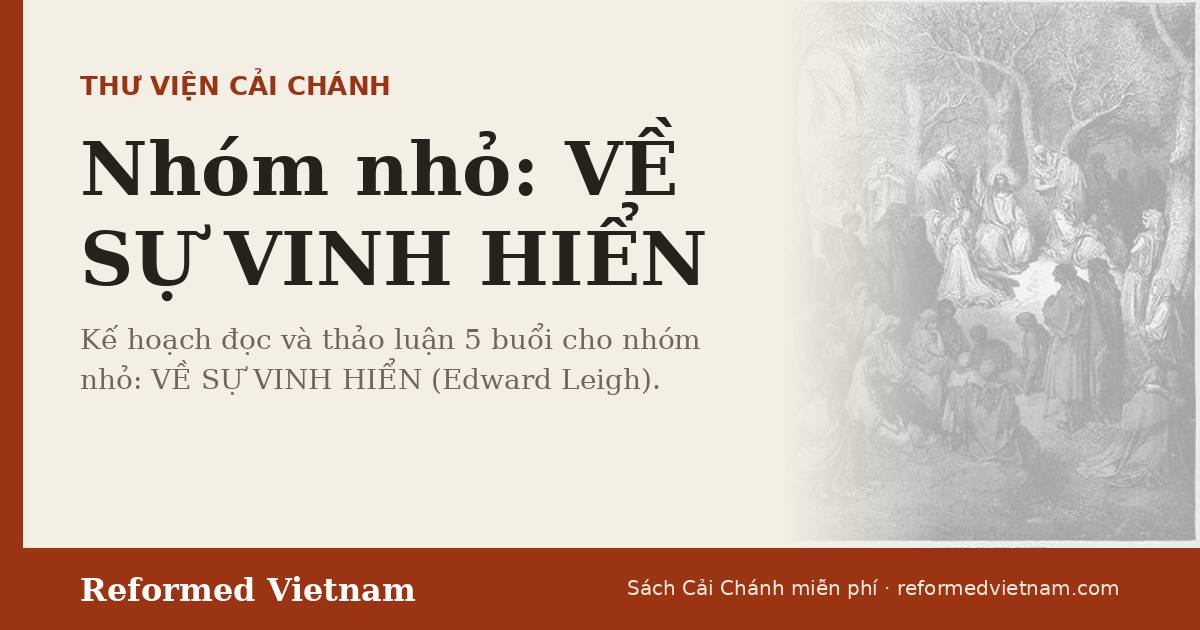 THƯ VIỆN CẢI CHÁNH
Nhóm nhỏ: VỀ
SỰ VINH HIỂN
Kế hoạch đọc và thảo luận 5 buổi cho nhóm
nhỏ: VỀ SỰ VINH HIỂN (Edward Leigh).
Reformed Vietnam
Sách Cải Chánh miễn phí · reformedvietnam.com